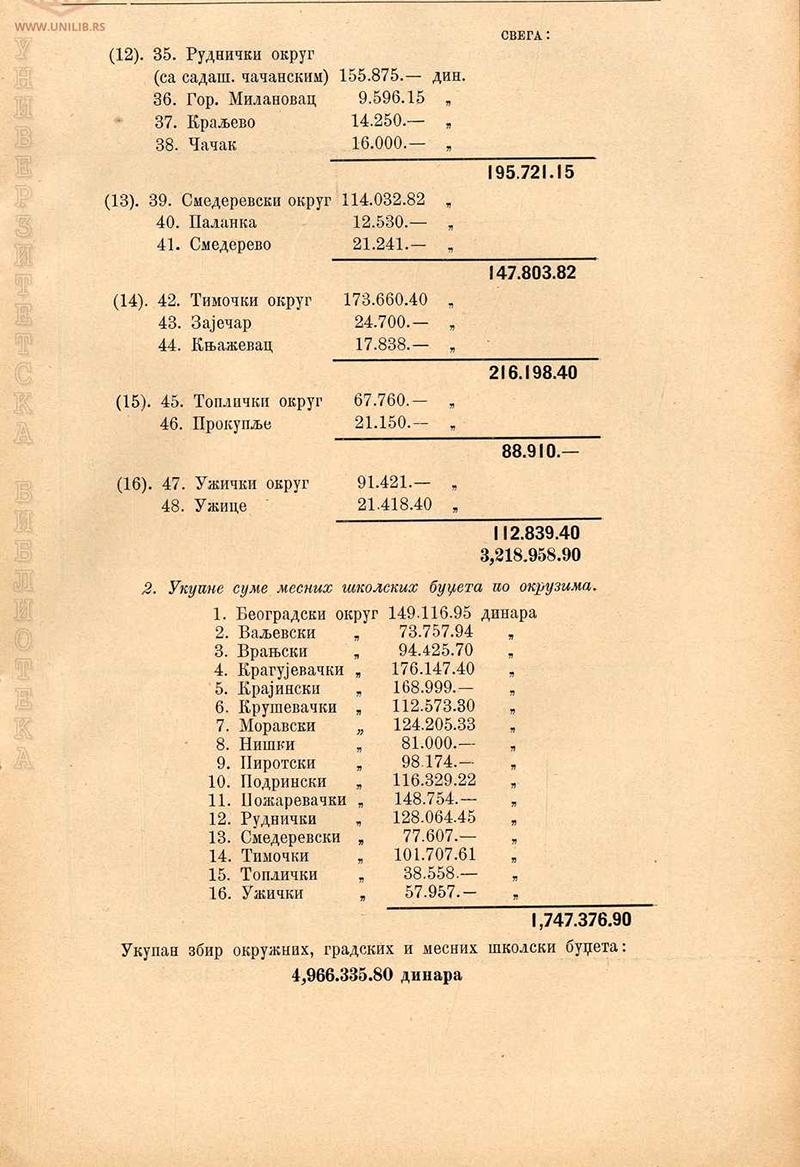 WWW.UNILIB.RS
УНИВЕРЗИТЕТСКА БИБЛИОТЕКА
СВЕГА:
(12). 35. Руднички округ
(са садаш. чачанским) 155.875.— дин.
36. Гор. Милановац 9.596.15 „
37. Краљево 14.250.— „
38. Чачак 16.000.— „
195.721.15
(13). 39. Смедеревски округ 114.032.82 „
40. Паланка 12.530.— „
41. Смедерево 21.241.— „
147.803.82
(14). 42. Тимочки округ 173.660.40 „
43. Зајечар 24.700.— „
44. Књажевац 17.838.— „
216.198.40
(15). 45. Топлички округ 67.760.— „
46. Прокупље 21.150.— „
88.910.—
(16). 47. Ужички округ 91.421.— „
48. Ужице 21.418.40 „
112.839.40
3,218.958.90
2. Укупне суме месних школских буџета по окрузима.
1. Београдски округ 149.116.95 динара
2. Ваљевски „ 73.757.94 „
3. Врањски „ 94.425.70 „
4. Крагујевачки „ 176.147.40 „
5. Крајински „ 168.999.— „
6. Крушевачки „ 112.573.30 „
7. Моравски „ 124.205.33 „
8. Нишки „ 81.000.— „
9. Пиротски „ 98.174.— „
10. Подрински „ 116.329.22 „
11. Пожаревачки „ 148.754.— „
12. Руднички „ 128.064.45 „
13. Смедеревски „ 77.607.— „
14. Тимочки „ 101.707.61 „
15. Топлички „ 38.558.— „
16. Ужички „ 57.957.— „
1,747.376.90
Укупан збир окружних, градских и месних школски буџета:
4,966.335.80 динара